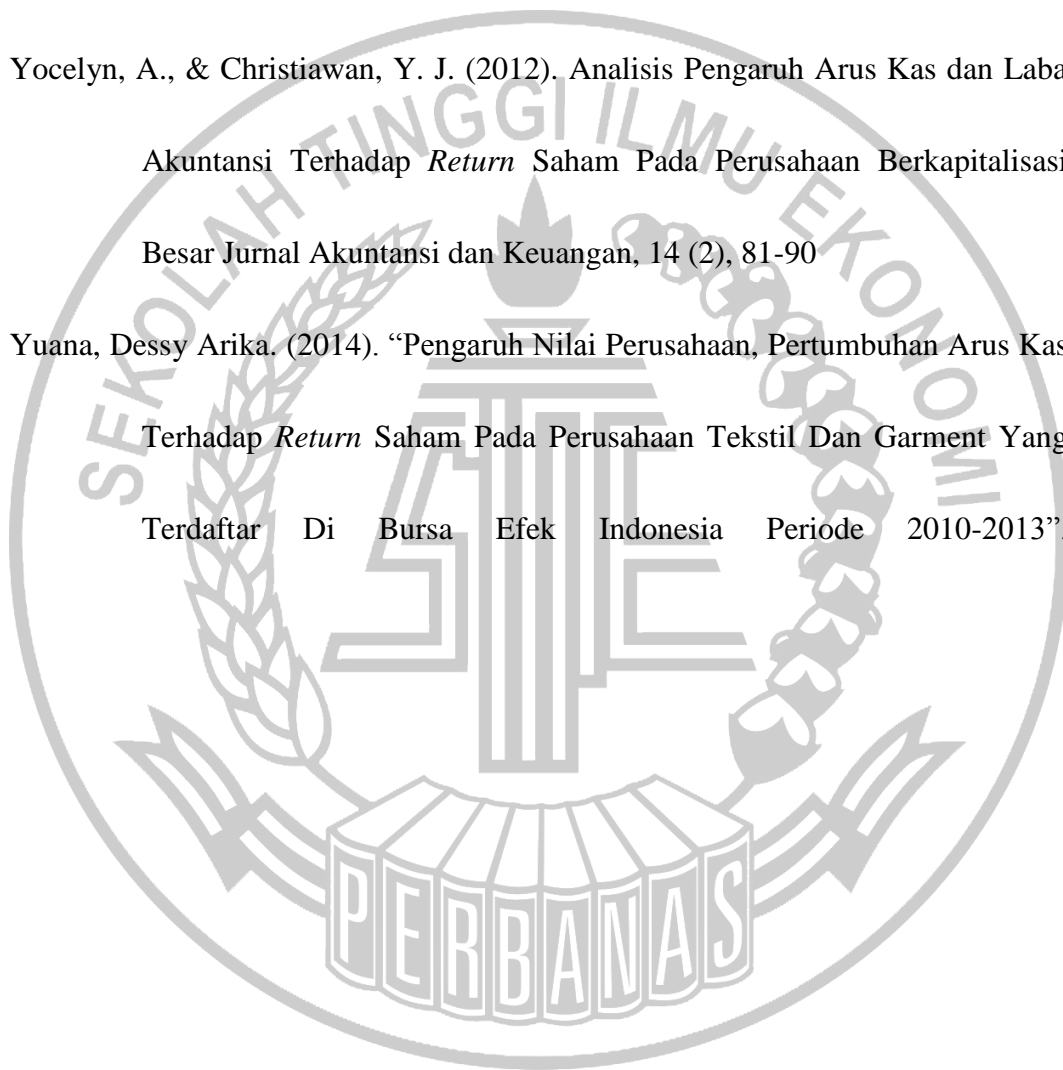 Yocelyn, A., & Christiawan, Y. J. (2012). Analisis Pengaruh Arus Kas dan Laba
Akuntansi Terhadap Return Saham Pada Perusahaan Berkapitalisasi
Besar Jurnal Akuntansi dan Keuangan, 14 (2), 81-90
Yuana, Dessy Arika. (2014). “Pengaruh Nilai Perusahaan, Pertumbuhan Arus Kas
Terhadap Return Saham Pada Perusahaan Tekstil Dan Garment Yang
Terdaftar Di Bursa Efek Indonesia Periode 2010-2013”.
SEKOLAH TINGGI ILMU EKONOMI
PERBANAS